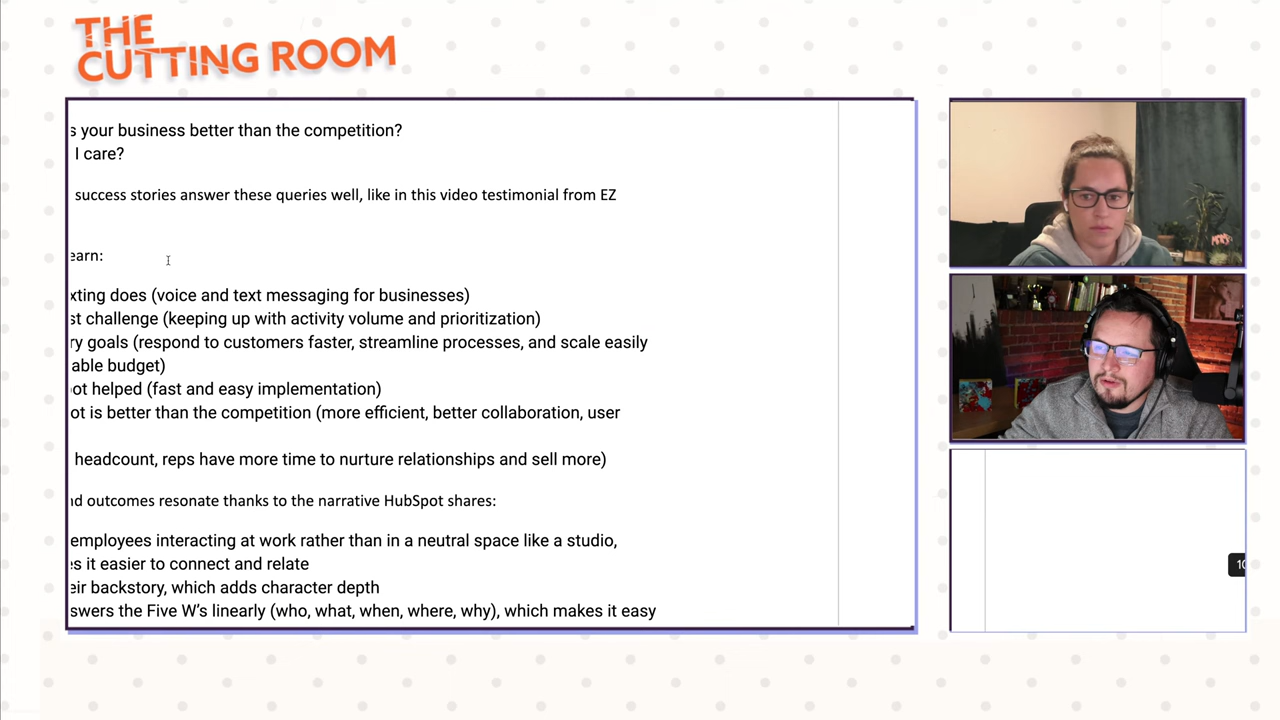 THE
CUTTING ROOM
s your business better than the competition?
I care?
success stories answer these queries well, like in this video testimonial from EZ
earn:
xting does (voice and text messaging for businesses)
st challenge (keeping up with activity volume and prioritization)
ry goals (respond to customers faster, streamline processes, and scale easily
able budget)
ot helped (fast and easy implementation)
ot is better than the competition (more efficient, better collaboration, user
headcount, reps have more time to nurture relationships and sell more)
nd outcomes resonate thanks to the narrative HubSpot shares:
employees interacting at work rather than in a neutral space like a studio,
es it easier to connect and relate
eir backstory, which adds character depth
swers the Five W's linearly (who, what, when, where, why), which makes it easy
10